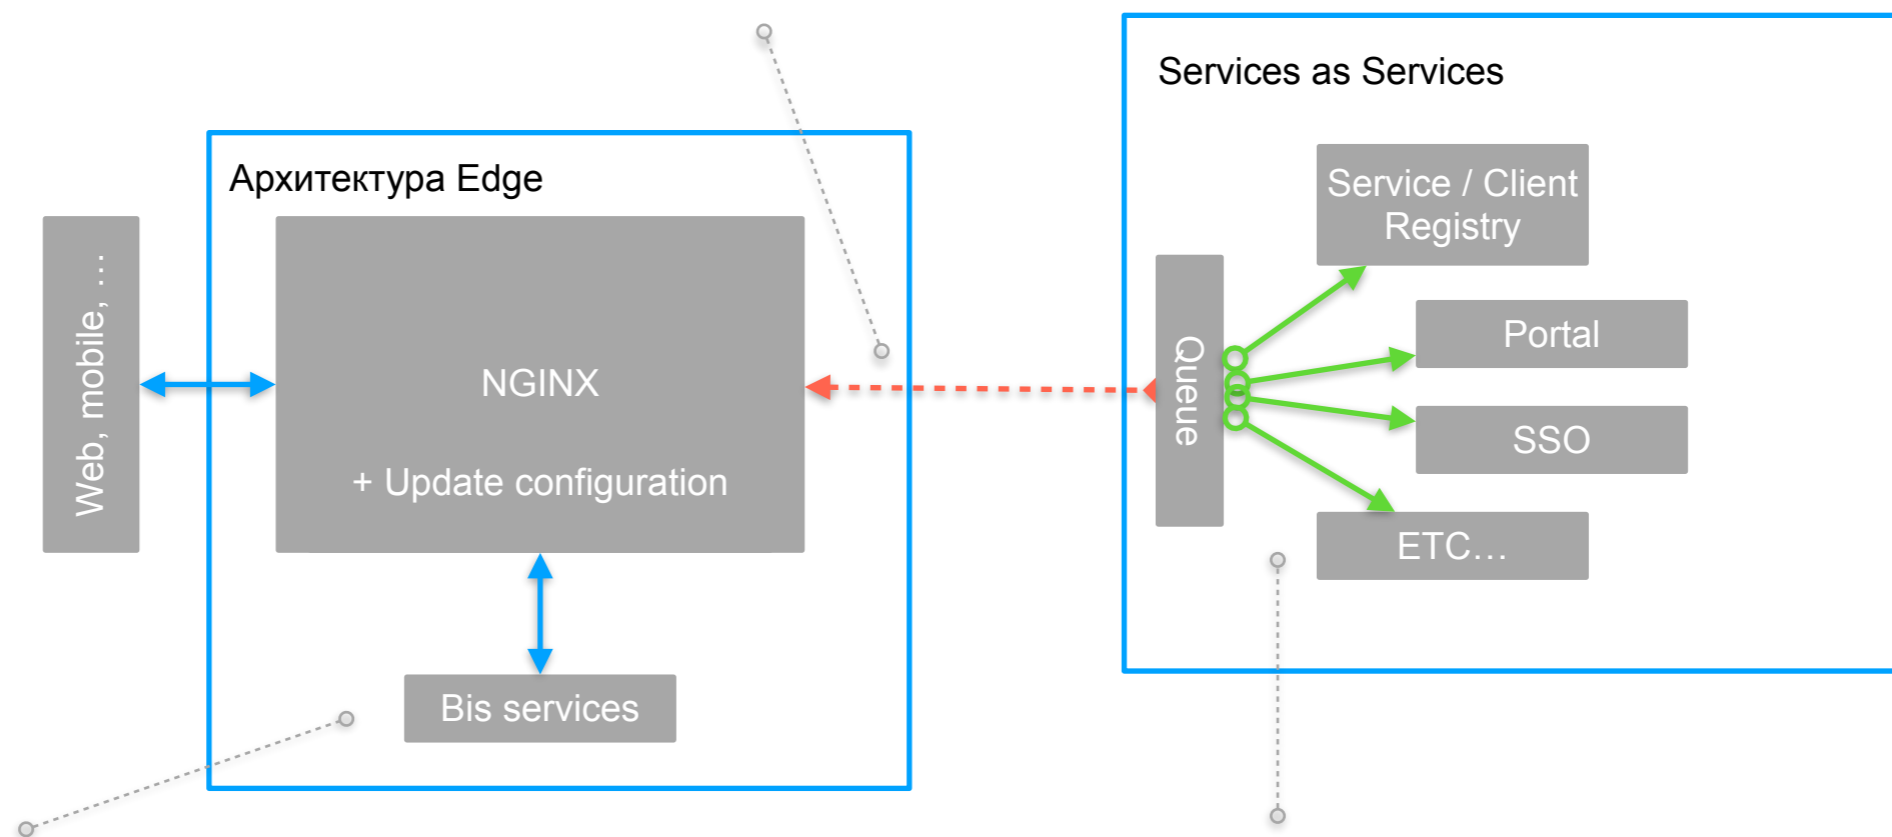 Services as Services
Архитектура Edge
Service / Client
Registry
Web, mobile, …
NGINX
+ Update configuration
Queue
Portal
SSO
ETC…
Bis services